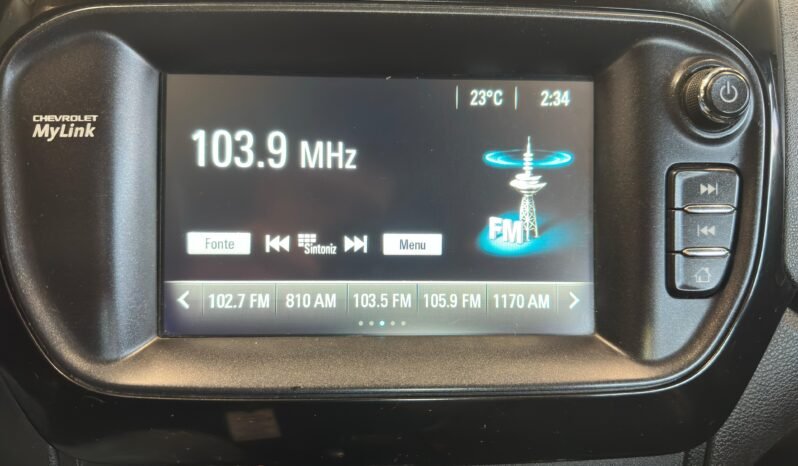 CHEVROLET
MyLink
23°C 2:34
103.9 MHz
FM
Fonte Sintoniz Menu
102.7 FM 810 AM 103.5 FM 105.9 FM 1170 AM